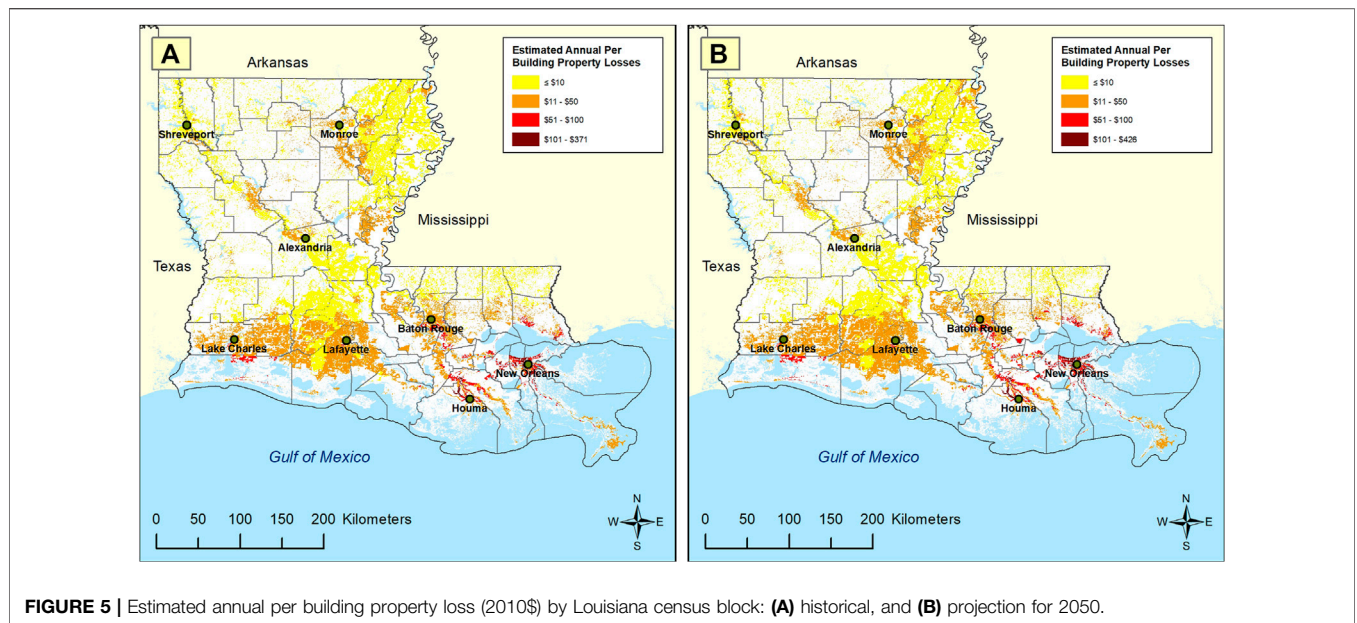 A
Arkansas
Estimated Annual Per
Building Property Losses
≤ $10
$11 - $50
$51 - $100
$101 - $371
Shreveport
Monroe
Mississippi
Alexandria
Texas
Baton Rouge
Lake Charles
Lafayette
New Orleans
Houma
Gulf of Mexico
0 50 100 150 200 Kilometers
N
W E
S
B
Arkansas
Estimated Annual Per
Building Property Losses
≤ $10
$11 - $50
$51 - $100
$101 - $426
Shreveport
Monroe
Mississippi
Alexandria
Texas
Baton Rouge
Lake Charles
Lafayette
New Orleans
Houma
Gulf of Mexico
0 50 100 150 200 Kilometers
N
W E
S
FIGURE 5 | Estimated annual per building property loss (2010$) by Louisiana census block: (A) historical, and (B) projection for 2050.